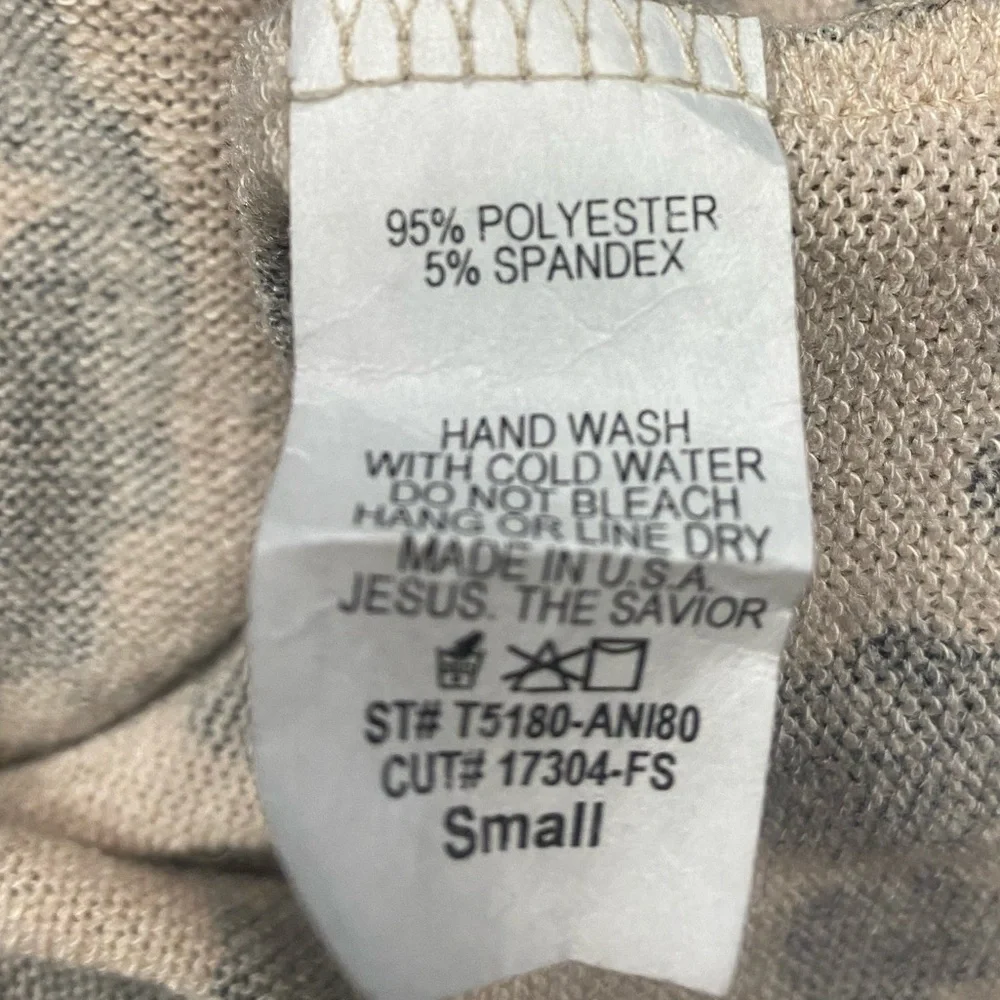 95% POLYESTER
5% SPANDEX
HAND WASH
WITH COLD WATER
DO NOT BLEACH
HANG OR LINE DRY
MADE IN U.S.A.
JESUS. THE SAVIOR
ST# T5180-ANI80
CUT# 17304-FS
Small